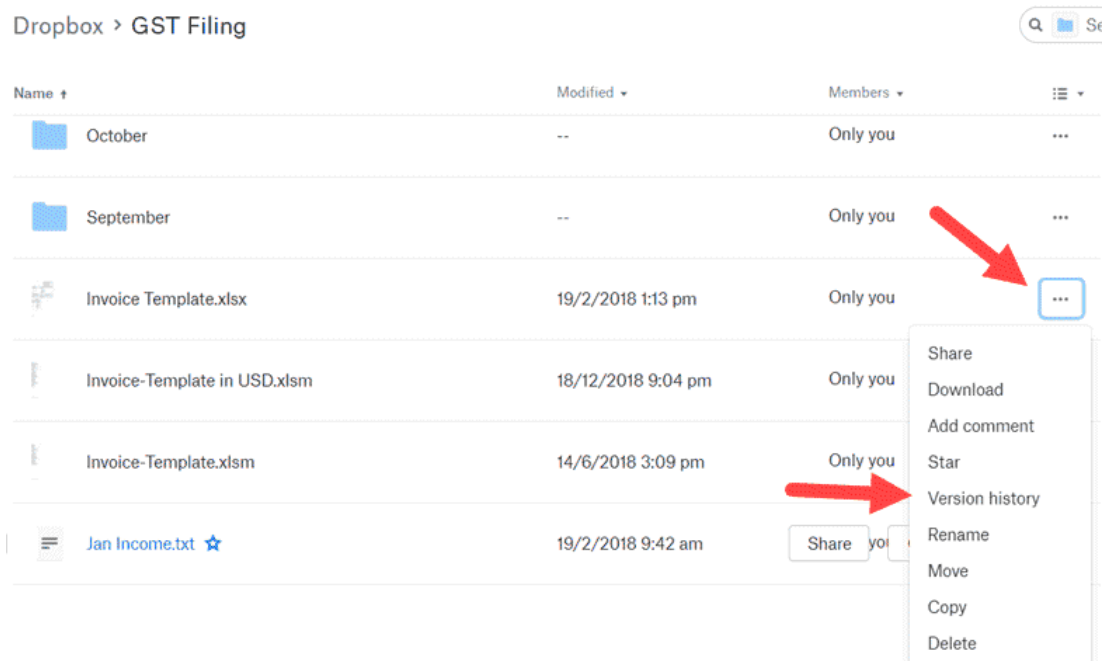 Dropbox > GST Filing
Se
Name Modified Members
October -- Only you
September -- Only you
Invoice Template.xlsx 19/2/2018 1:13 pm Only you
Share
Invoice-Template in USD.xlsm 18/12/2018 9:04 pm Only you
Download
Add comment
Invoice-Template.xlsm 14/6/2018 3:09 pm Only you
Star
Version history
Rename
Jan Income.txt 19/2/2018 9:42 am Share you
Move
Copy
Delete